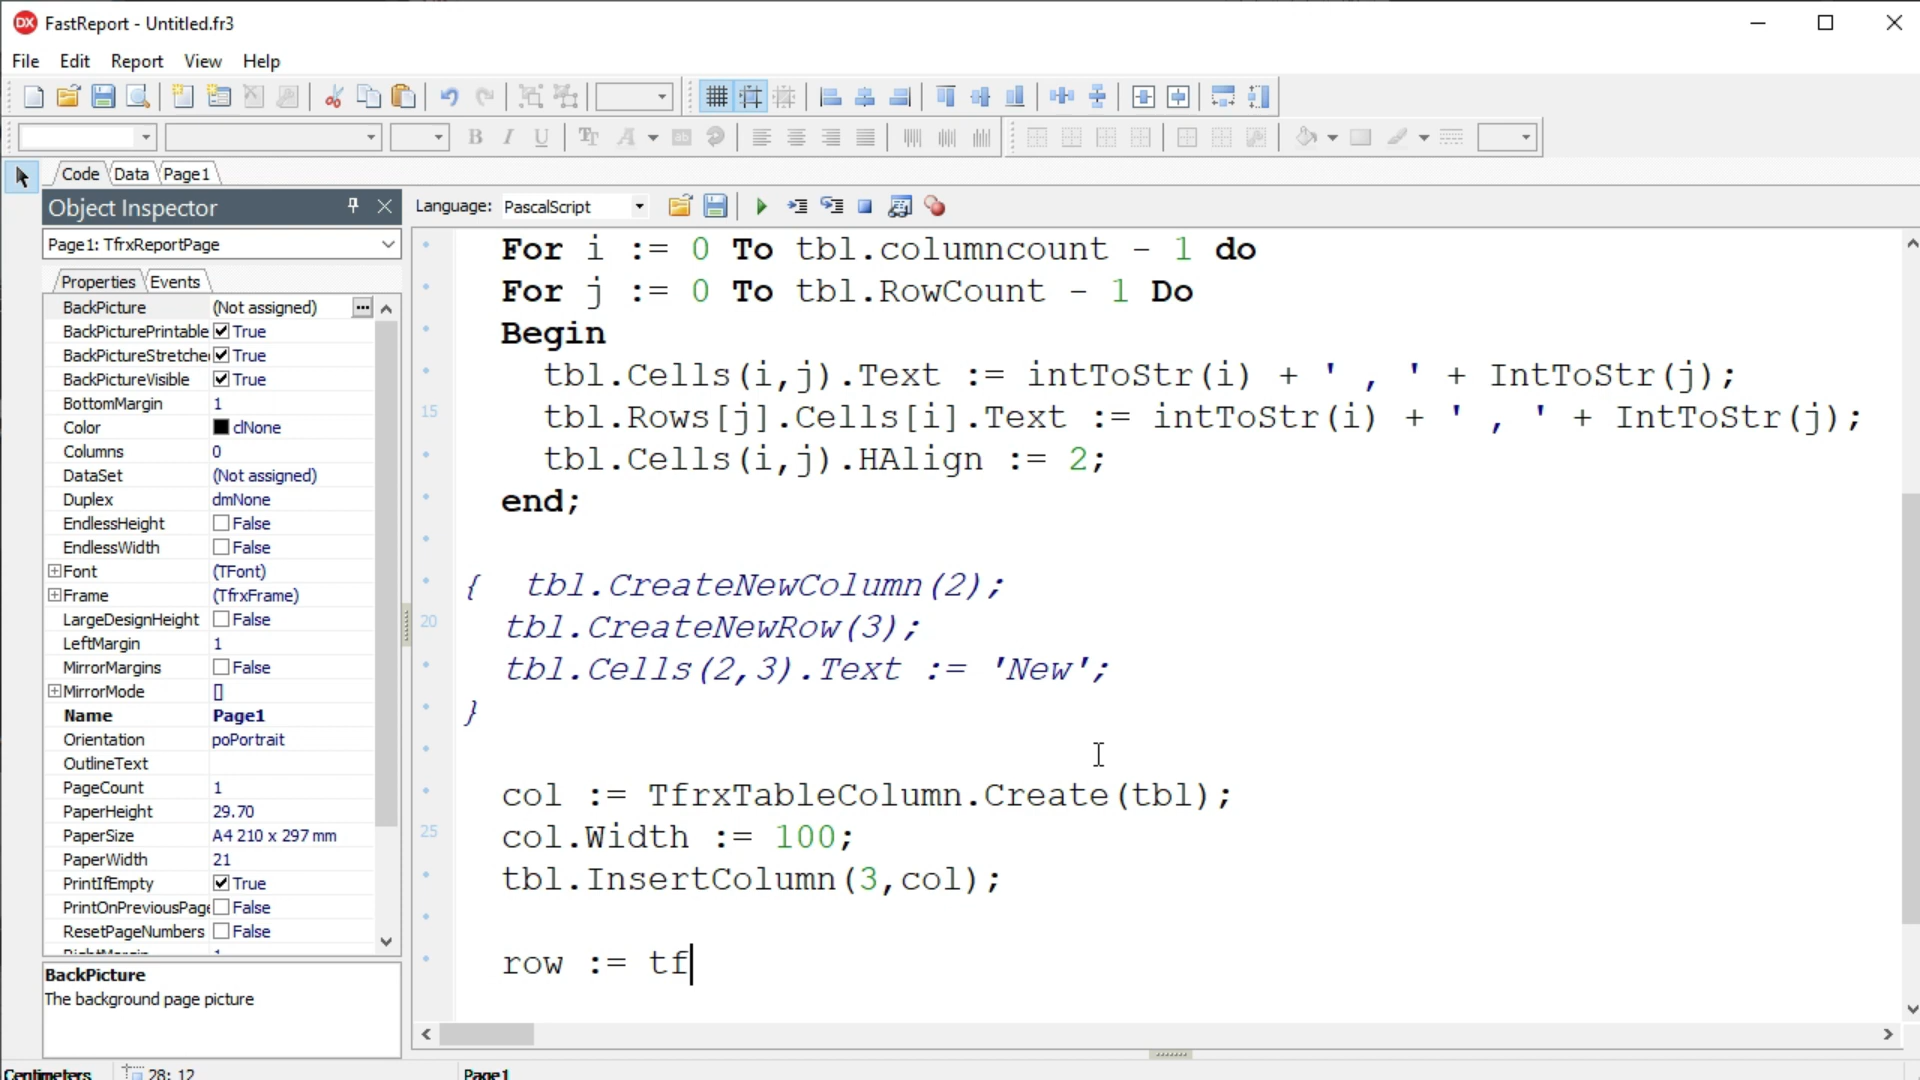 FastReport - Untitled.fr3
File Edit Report View Help
Code Data Page1
Object Inspector
Language: PascalScript
Page1: TfrxReportPage
Properties Events
BackPicture (Not assigned)
BackPicturePrintable True
BackPictureStretche True
BackPictureVisible True
BottomMargin 1
Color clNone
Columns 0
DataSet (Not assigned)
Duplex dmNone
EndlessHeight False
EndlessWidth False
Font (TFont)
Frame (TfrxFrame)
LargeDesignHeight False
LeftMargin 1
MirrorMargins False
MirrorMode []
Name Page1
Orientation poPortrait
OutlineText
PageCount 1
PaperHeight 29.70
PaperSize A4 210 x 297 mm
PaperWidth 21
PrintIfEmpty True
PrintOnPreviousPage False
ResetPageNumbers False
BackPicture
The background page picture
For i := 0 To tbl.columncount - 1 do
For j := 0 To tbl.RowCount - 1 Do
Begin
tbl.Cells(i,j).Text := intToStr(i) + ' , ' + IntToStr(j);
15 tbl.Rows[j].Cells[i].Text := intToStr(i) + ' , ' + IntToStr(j);
tbl.Cells(i,j).HAlign := 2;
end;
{ tbl.CreateNewColumn(2);
20 tbl.CreateNewRow(3);
tbl.Cells(2,3).Text := 'New';
}
col := TfrxTableColumn.Create(tbl);
25 col.Width := 100;
tbl.InsertColumn(3,col);
row := tf
Centimeters 28: 12 Page1